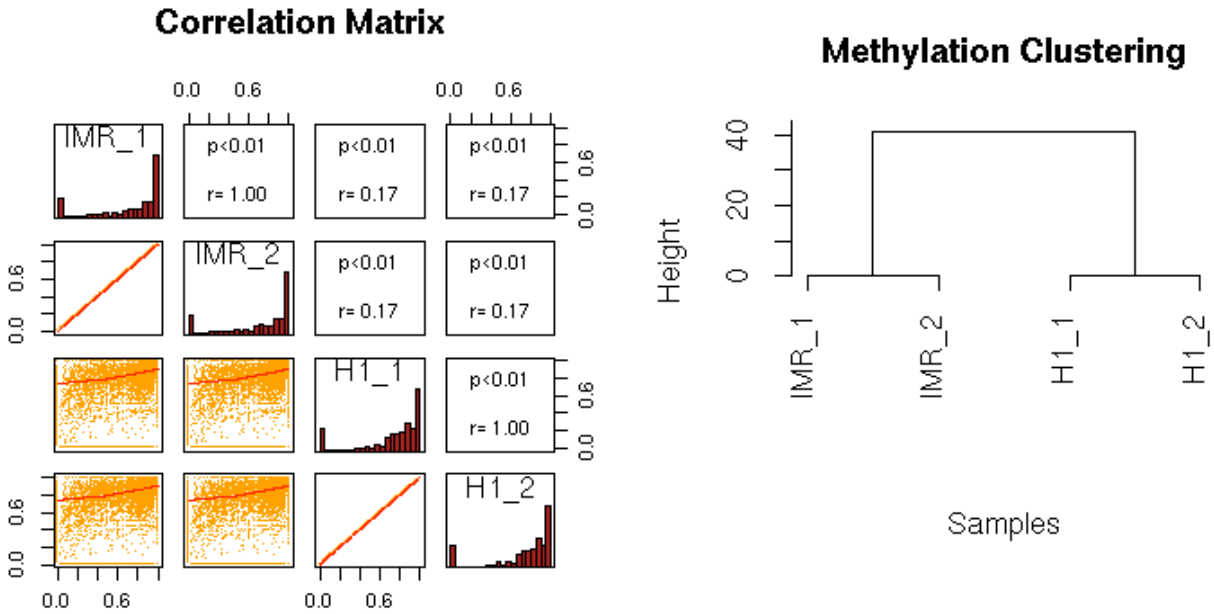 Correlation Matrix
Methylation Clustering
0.0 0.6 0.0 0.6
IMR_1 p<0.01 p<0.01 p<0.01
r= 1.00 r= 0.17 r= 0.17
0.0 0.6
IMR_2 p<0.01 p<0.01
r= 0.17 r= 0.17
0.0 0.6
H1_1 p<0.01
r= 1.00
0.0 0.6
H1_2
0.0 0.6
0.0 0.6 0.0 0.6
Height
0 20 40
IMR_1 IMR_2 H1_1 H1_2
Samples